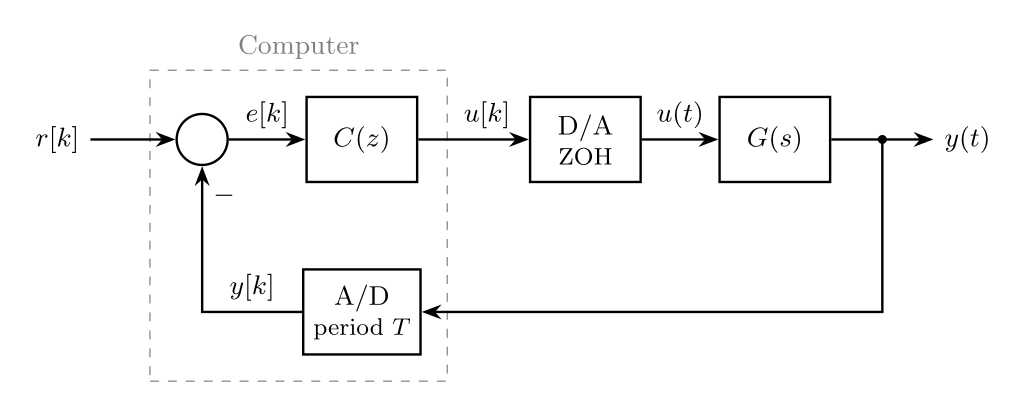 Computer
r[k]
e[k]
C(z)
u[k]
D/A
ZOH
u(t)
G(s)
y(t)
−
y[k]
A/D
period T